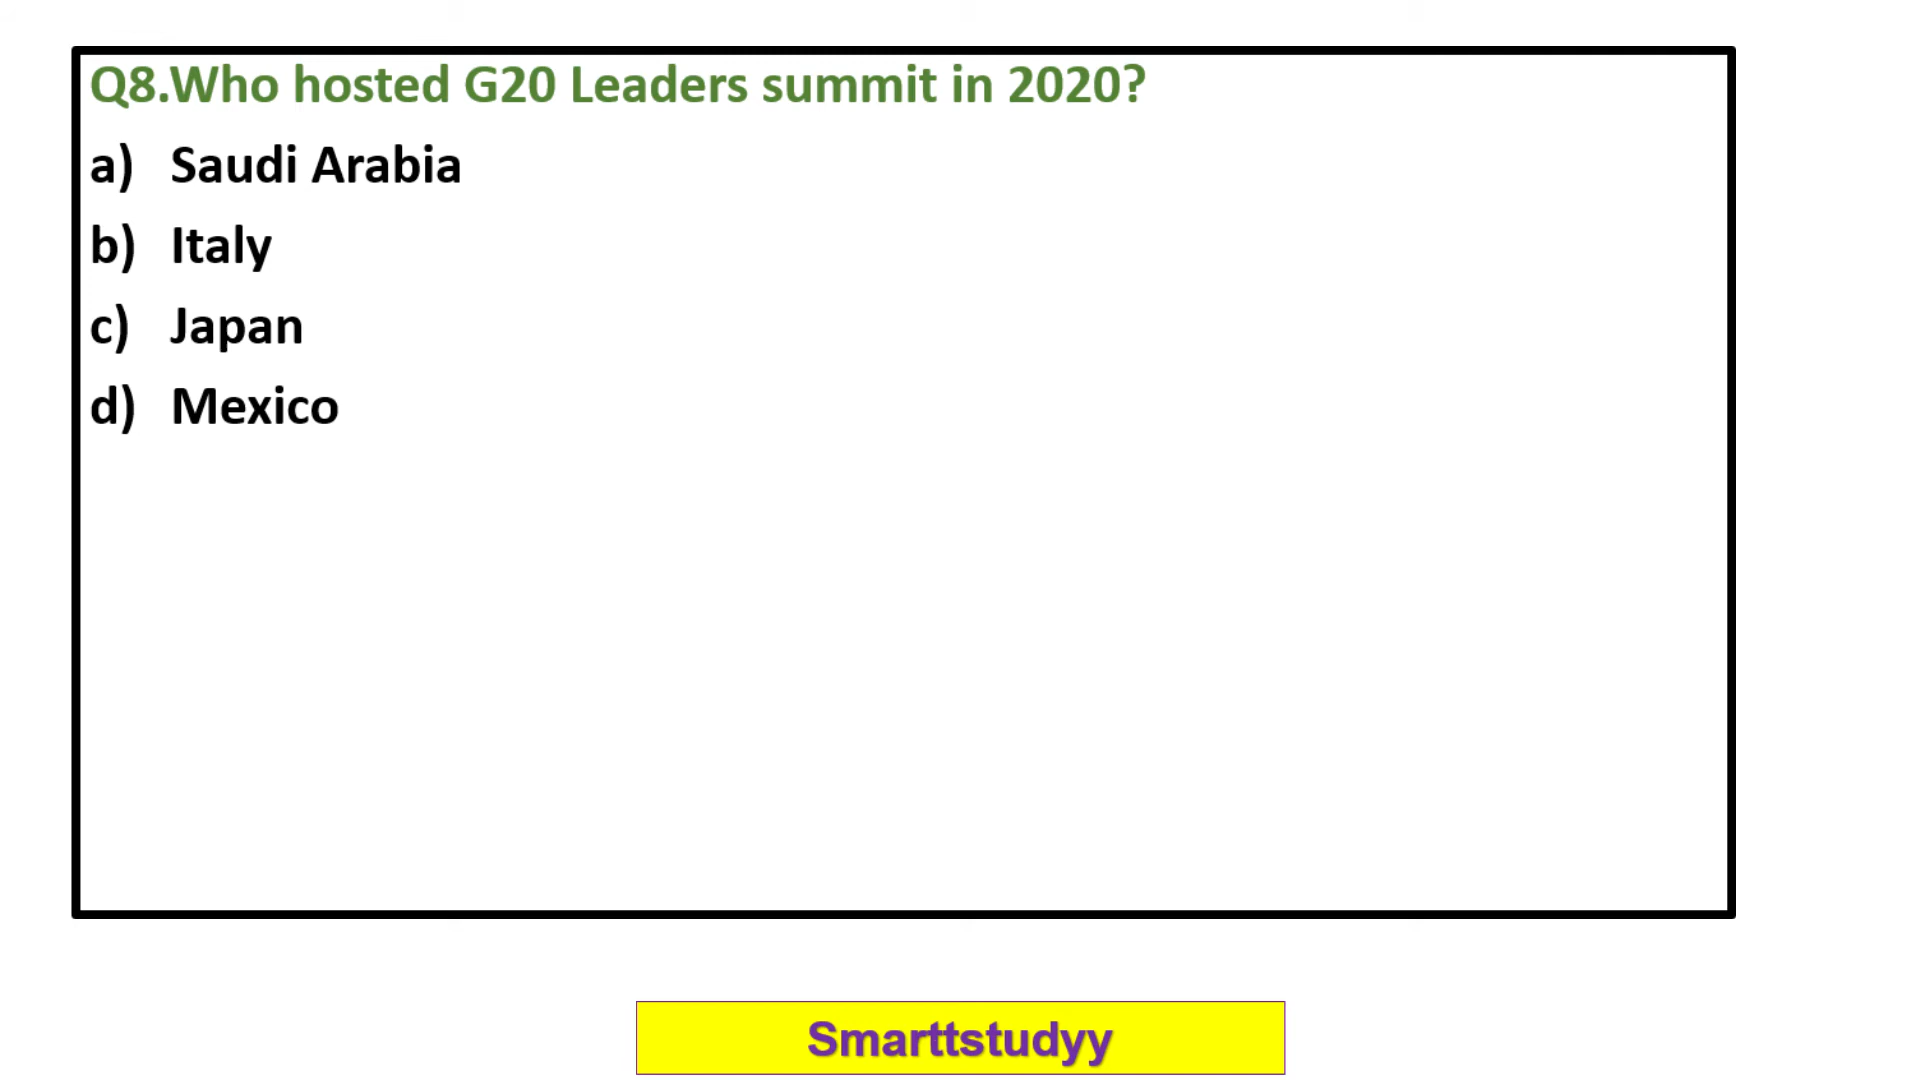 Q8.Who hosted G20 Leaders summit in 2020?
a) Saudi Arabia
b) Italy
c) Japan
d) Mexico
Smarttstudyy